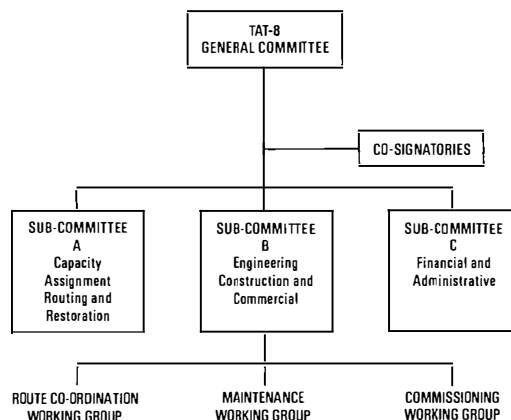 TAT-8
GENERAL COMMITTEE
CO-SIGNATORIES
SUB-COMMITTEE
A
Capacity
Assignment
Routing and
Restoration
SUB-COMMITTEE
B
Engineering
Construction and
Commercial
SUB-COMMITTEE
C
Financial and
Administrative
ROUTE CO-ORDINATION
WORKING GROUP
MAINTENANCE
WORKING GROUP
COMMISSIONING
WORKING GROUP